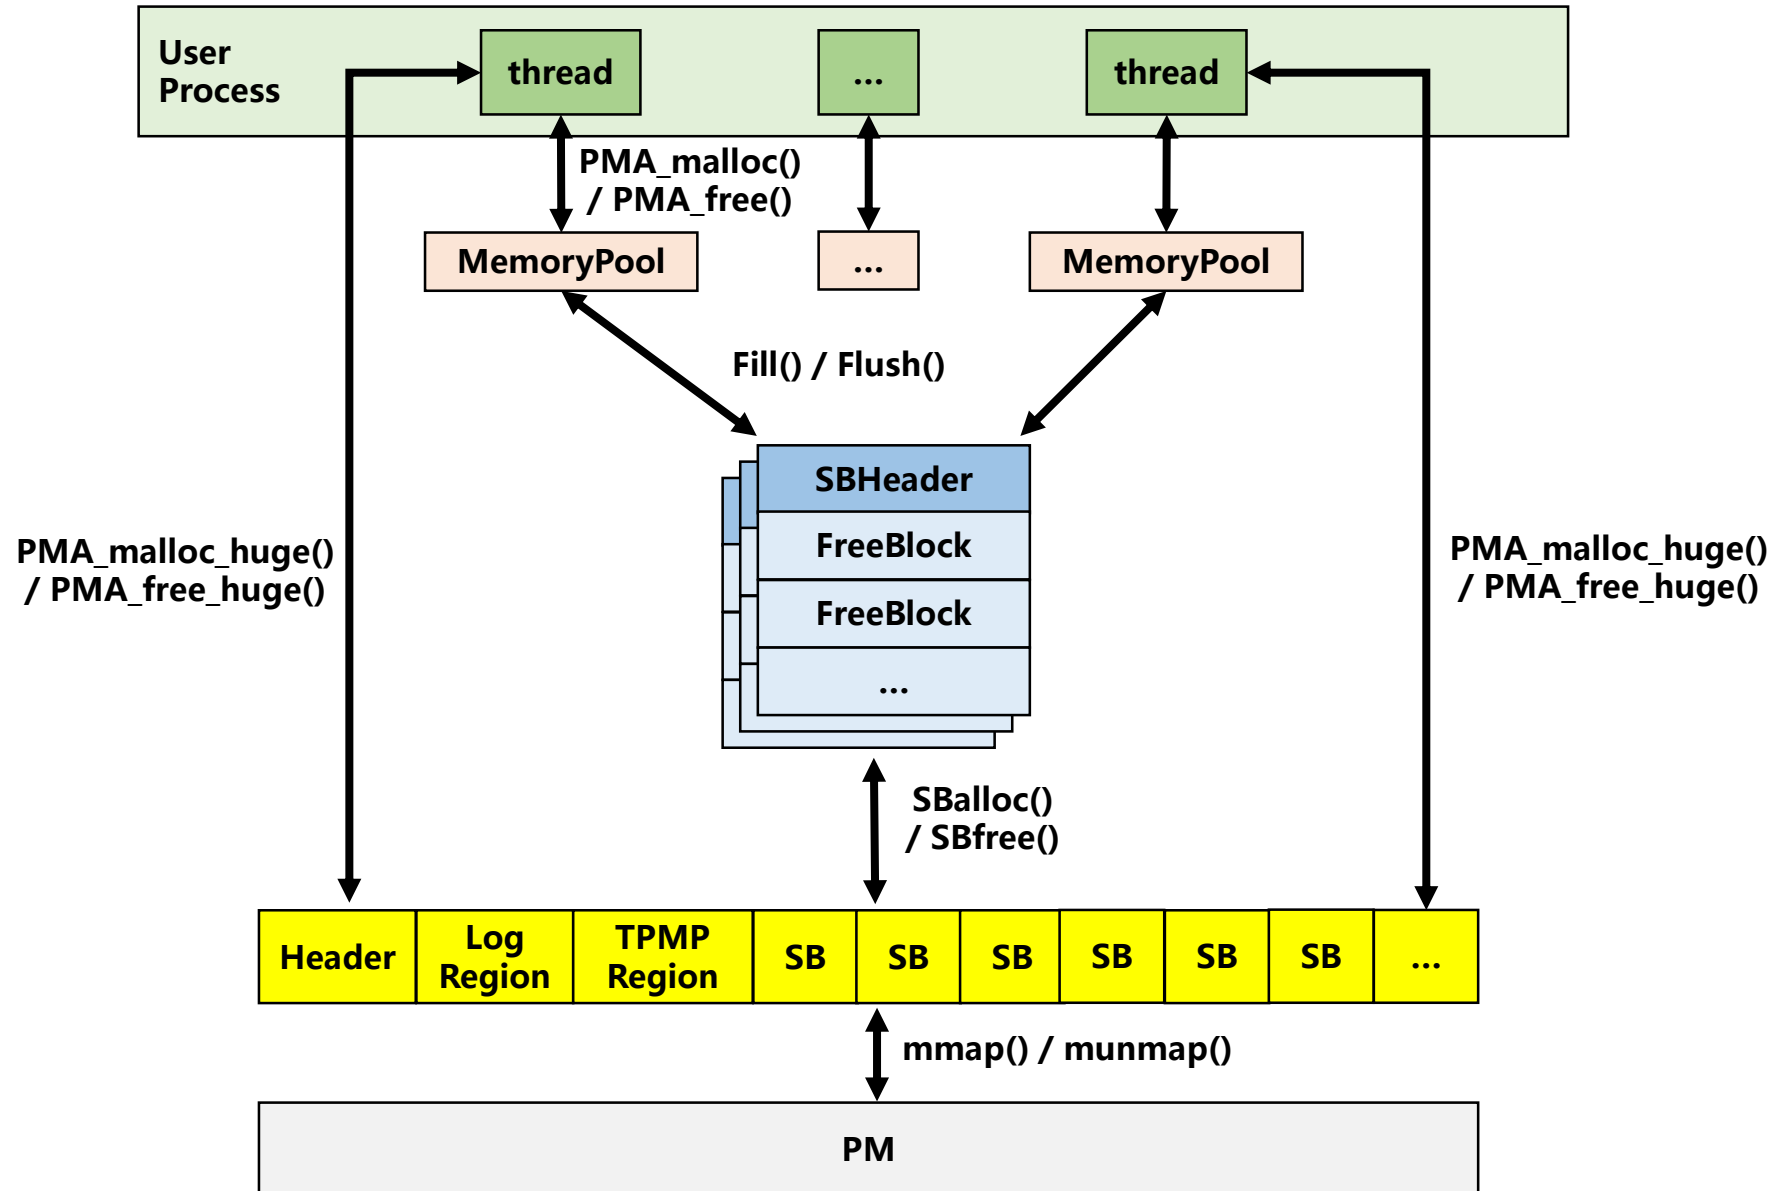 User
Process
thread
...
thread
PMA_malloc()
/ PMA_free()
MemoryPool
...
MemoryPool
Fill() / Flush()
SBHeader
FreeBlock
FreeBlock
...
PMA_malloc_huge()
/ PMA_free_huge()
PMA_malloc_huge()
/ PMA_free_huge()
SBalloc()
/ SBfree()
Header
Log
Region
TPMP
Region
SB
SB
SB
SB
SB
SB
...
mmap() / munmap()
PM